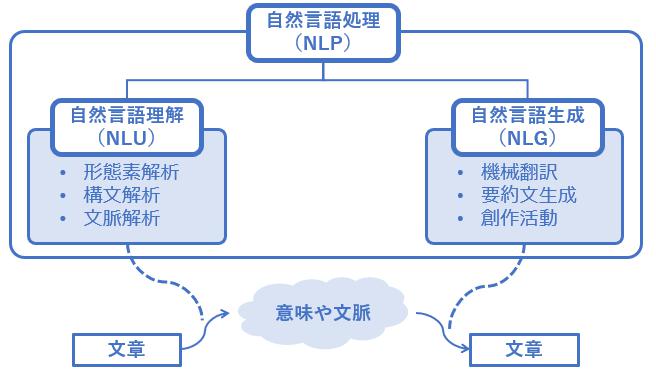 自然言語処理
（NLP）
自然言語理解
（NLU）
• 形態素解析
• 構文解析
• 文脈解析
自然言語生成
（NLG）
• 機械翻訳
• 要約文生成
• 創作活動
意味や文脈
文章
文章